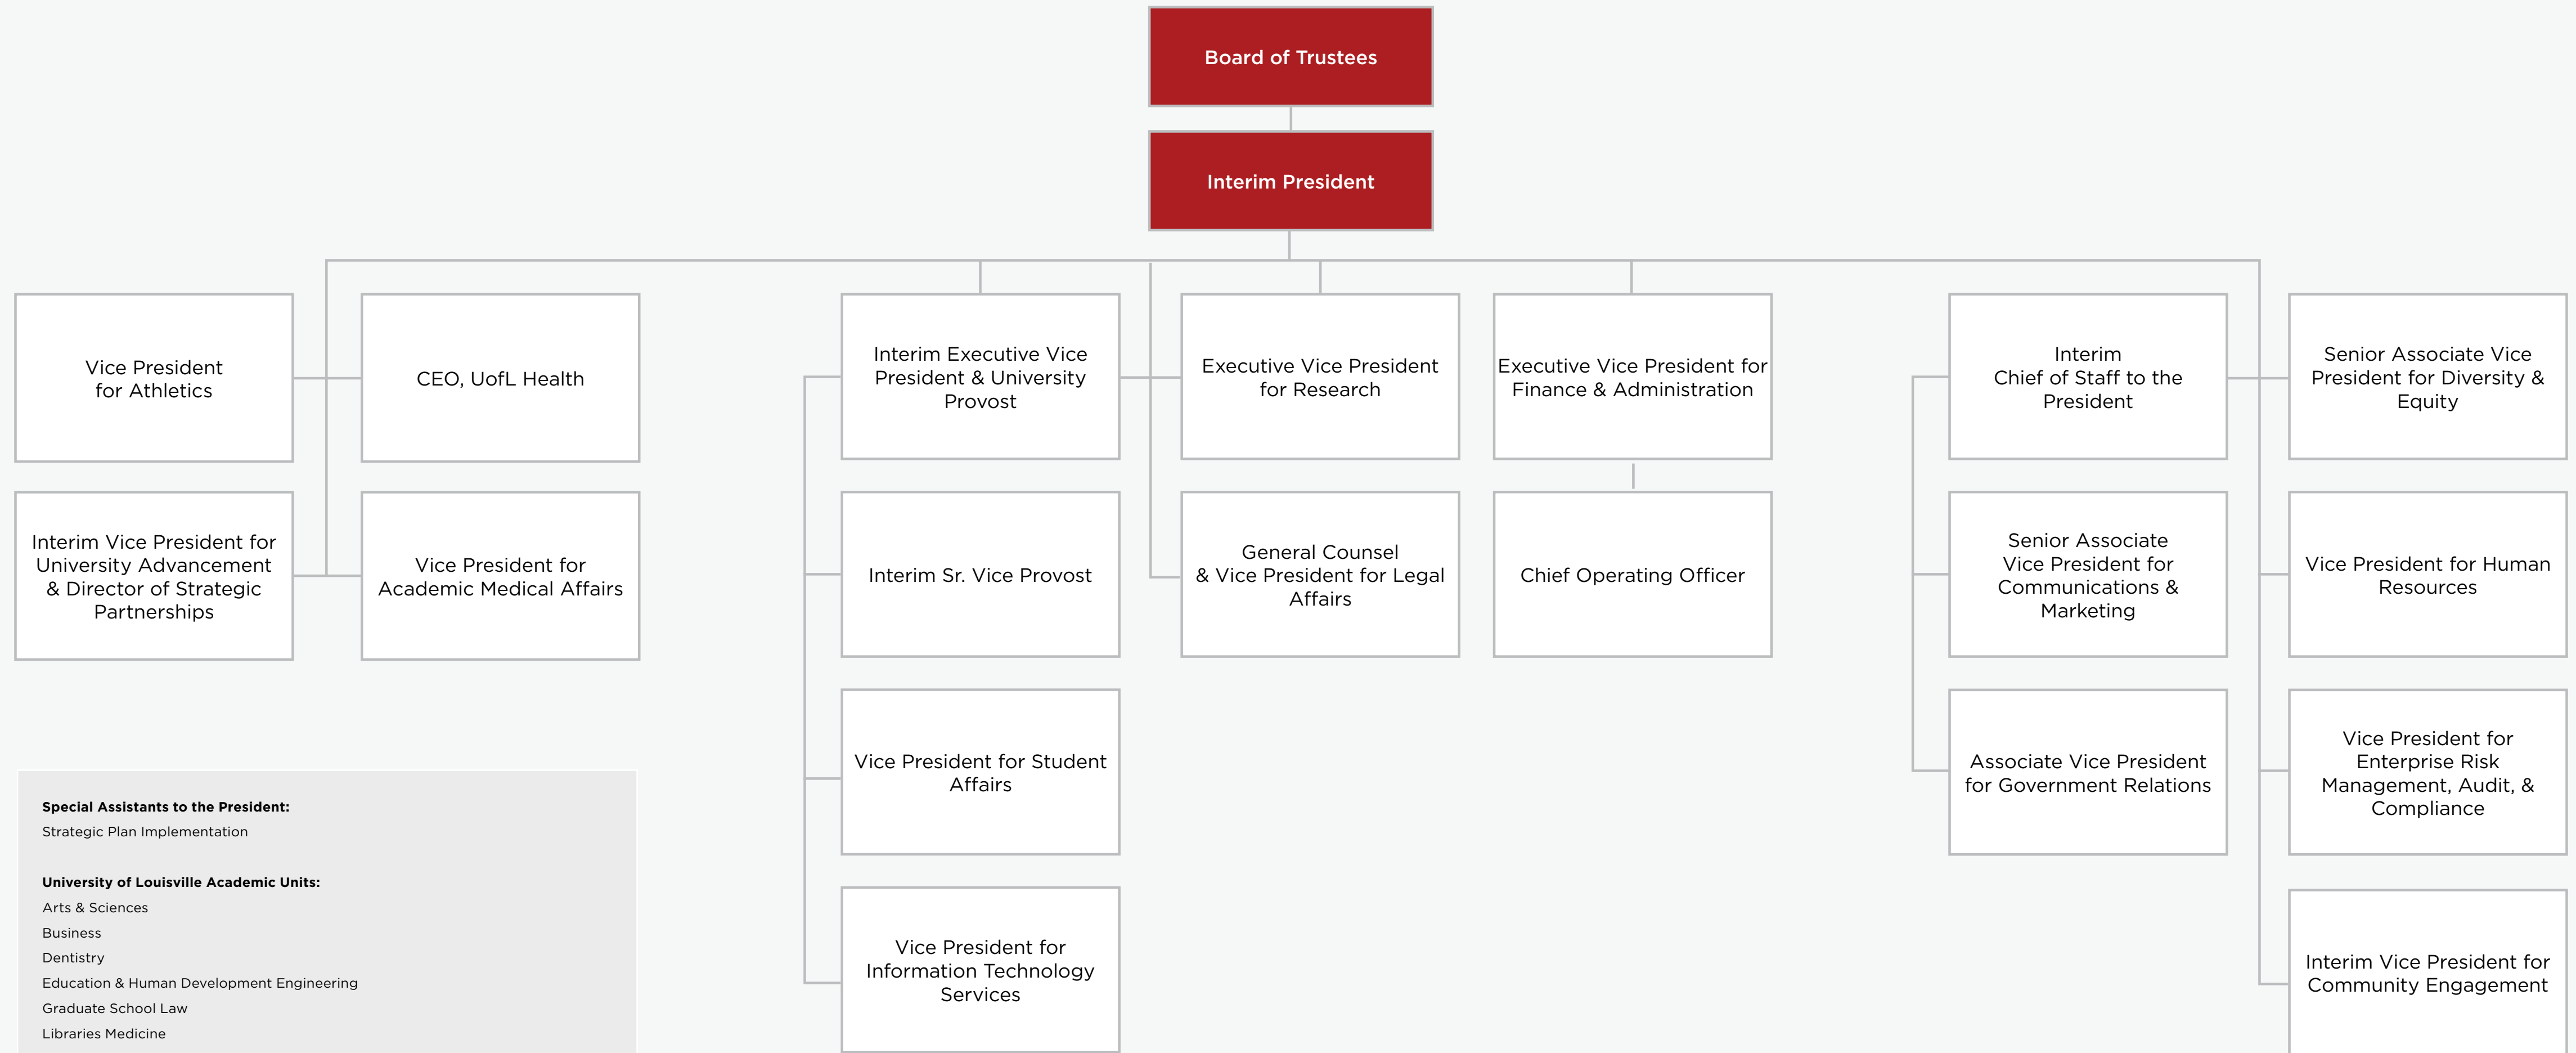 Board of Trustees
Interim President
Vice President
for Athletics
CEO, UofL Health
Interim Executive Vice
President & University
Provost
Executive Vice President
for Research
Executive Vice President for
Finance & Administration
Interim
Chief of Staff to the
President
Senior Associate Vice
President for Diversity &
Equity
Interim Vice President for
University Advancement
& Director of Strategic
Partnerships
Vice President for
Academic Medical Affairs
Interim Sr. Vice Provost
General Counsel
& Vice President for Legal
Affairs
Chief Operating Officer
Senior Associate
Vice President for
Communications &
Marketing
Vice President for Human
Resources
Vice President for Student
Affairs
Associate Vice President
for Government Relations
Vice President for
Enterprise Risk
Management, Audit, &
Compliance
Vice President for
Information Technology
Services
Interim Vice President for
Community Engagement
Special Assistants to the President:
Strategic Plan Implementation
University of Louisville Academic Units:
Arts & Sciences
Business
Dentistry
Education & Human Development Engineering
Graduate School Law
Libraries Medicine